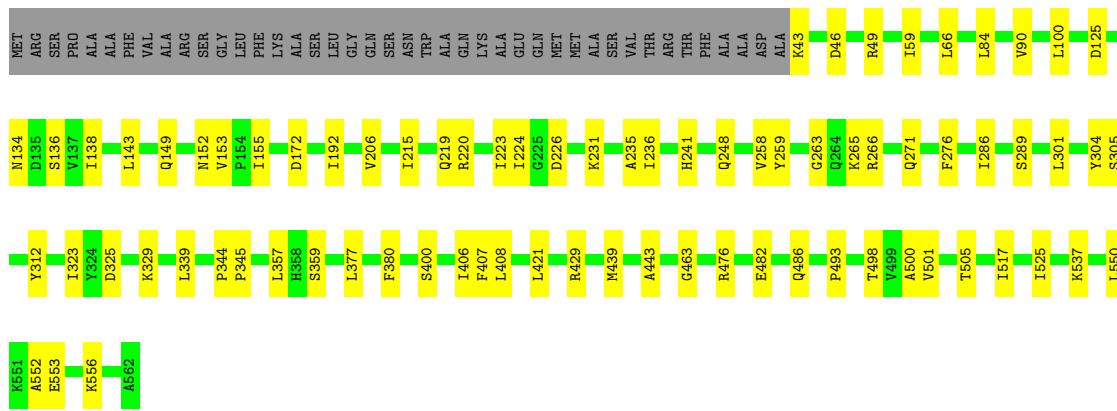 MET ARG SER PRO ALA ALA PHE VAL ALA ARG SER GLY LEU PHE LYS ALA SER LEU GLY GLN SER ASN TRP ALA GLN LYS ALA GLU GLN MET MET ALA SER VAL THR ARG THR PHE ALA ALA ASP ALA K43 D46 R49 I59 L66 L84 V90 L100 D125
N134 D135 S136 V137 I138 L143 Q149 N152 V153 P154 I155 D172 I192 V206 I215 Q219 R220 I223 I224 G225 D226 K231 A235 I236 H241 Q248 V258 Y259 G263 Q264 K265 R266 Q271 F276 I286 S289 L301 Y304 S305
Y312 I323 Y324 D325 K329 L339 P344 P345 L357 H358 S359 L377 F380 S400 I406 F407 L408 L421 R429 M439 A443 G463 R476 E482 Q486 P493 T498 V499 A500 V501 T505 I517 I525 K537 L550
K551 A552 E553 K556 A562